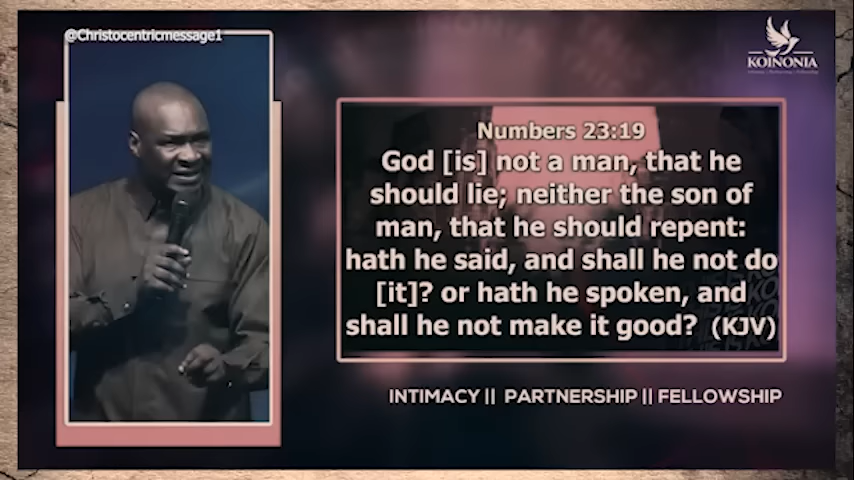 @Christocentricmessage1
KOINONIA
Numbers 23:19
God [is] not a man, that he
should lie; neither the son of
man, that he should repent:
hath he said, and shall he not do
[it]? or hath he spoken, and
shall he not make it good? (KJV)
INTIMACY || PARTNERSHIP || FELLOWSHIP